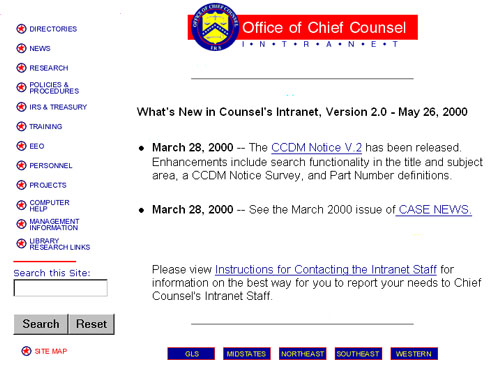 OFFICE OF CHIEF COUNSEL
IRS
Office of Chief Counsel
I • N • T • R • A • N • E • T
DIRECTORIES
NEWS
RESEARCH
POLICIES &
PROCEDURES
IRS & TREASURY
TRAINING
EEO
PERSONNEL
PROJECTS
COMPUTER
HELP
MANAGEMENT
INFORMATION
LIBRARY
RESEARCH LINKS
Search this Site:
Search Reset
SITE MAP
What's New in Counsel's Intranet, Version 2.0 - May 26, 2000
• March 28, 2000 -- The CCDM Notice V.2 has been released.
Enhancements include search functionality in the title and subject
area, a CCDM Notice Survey, and Part Number definitions.
• March 28, 2000 -- See the March 2000 issue of CASE NEWS.
Please view Instructions for Contacting the Intranet Staff for
information on the best way for you to report your needs to Chief
Counsel's Intranet Staff.
GLS MIDSTATES NORTHEAST SOUTHEAST WESTERN